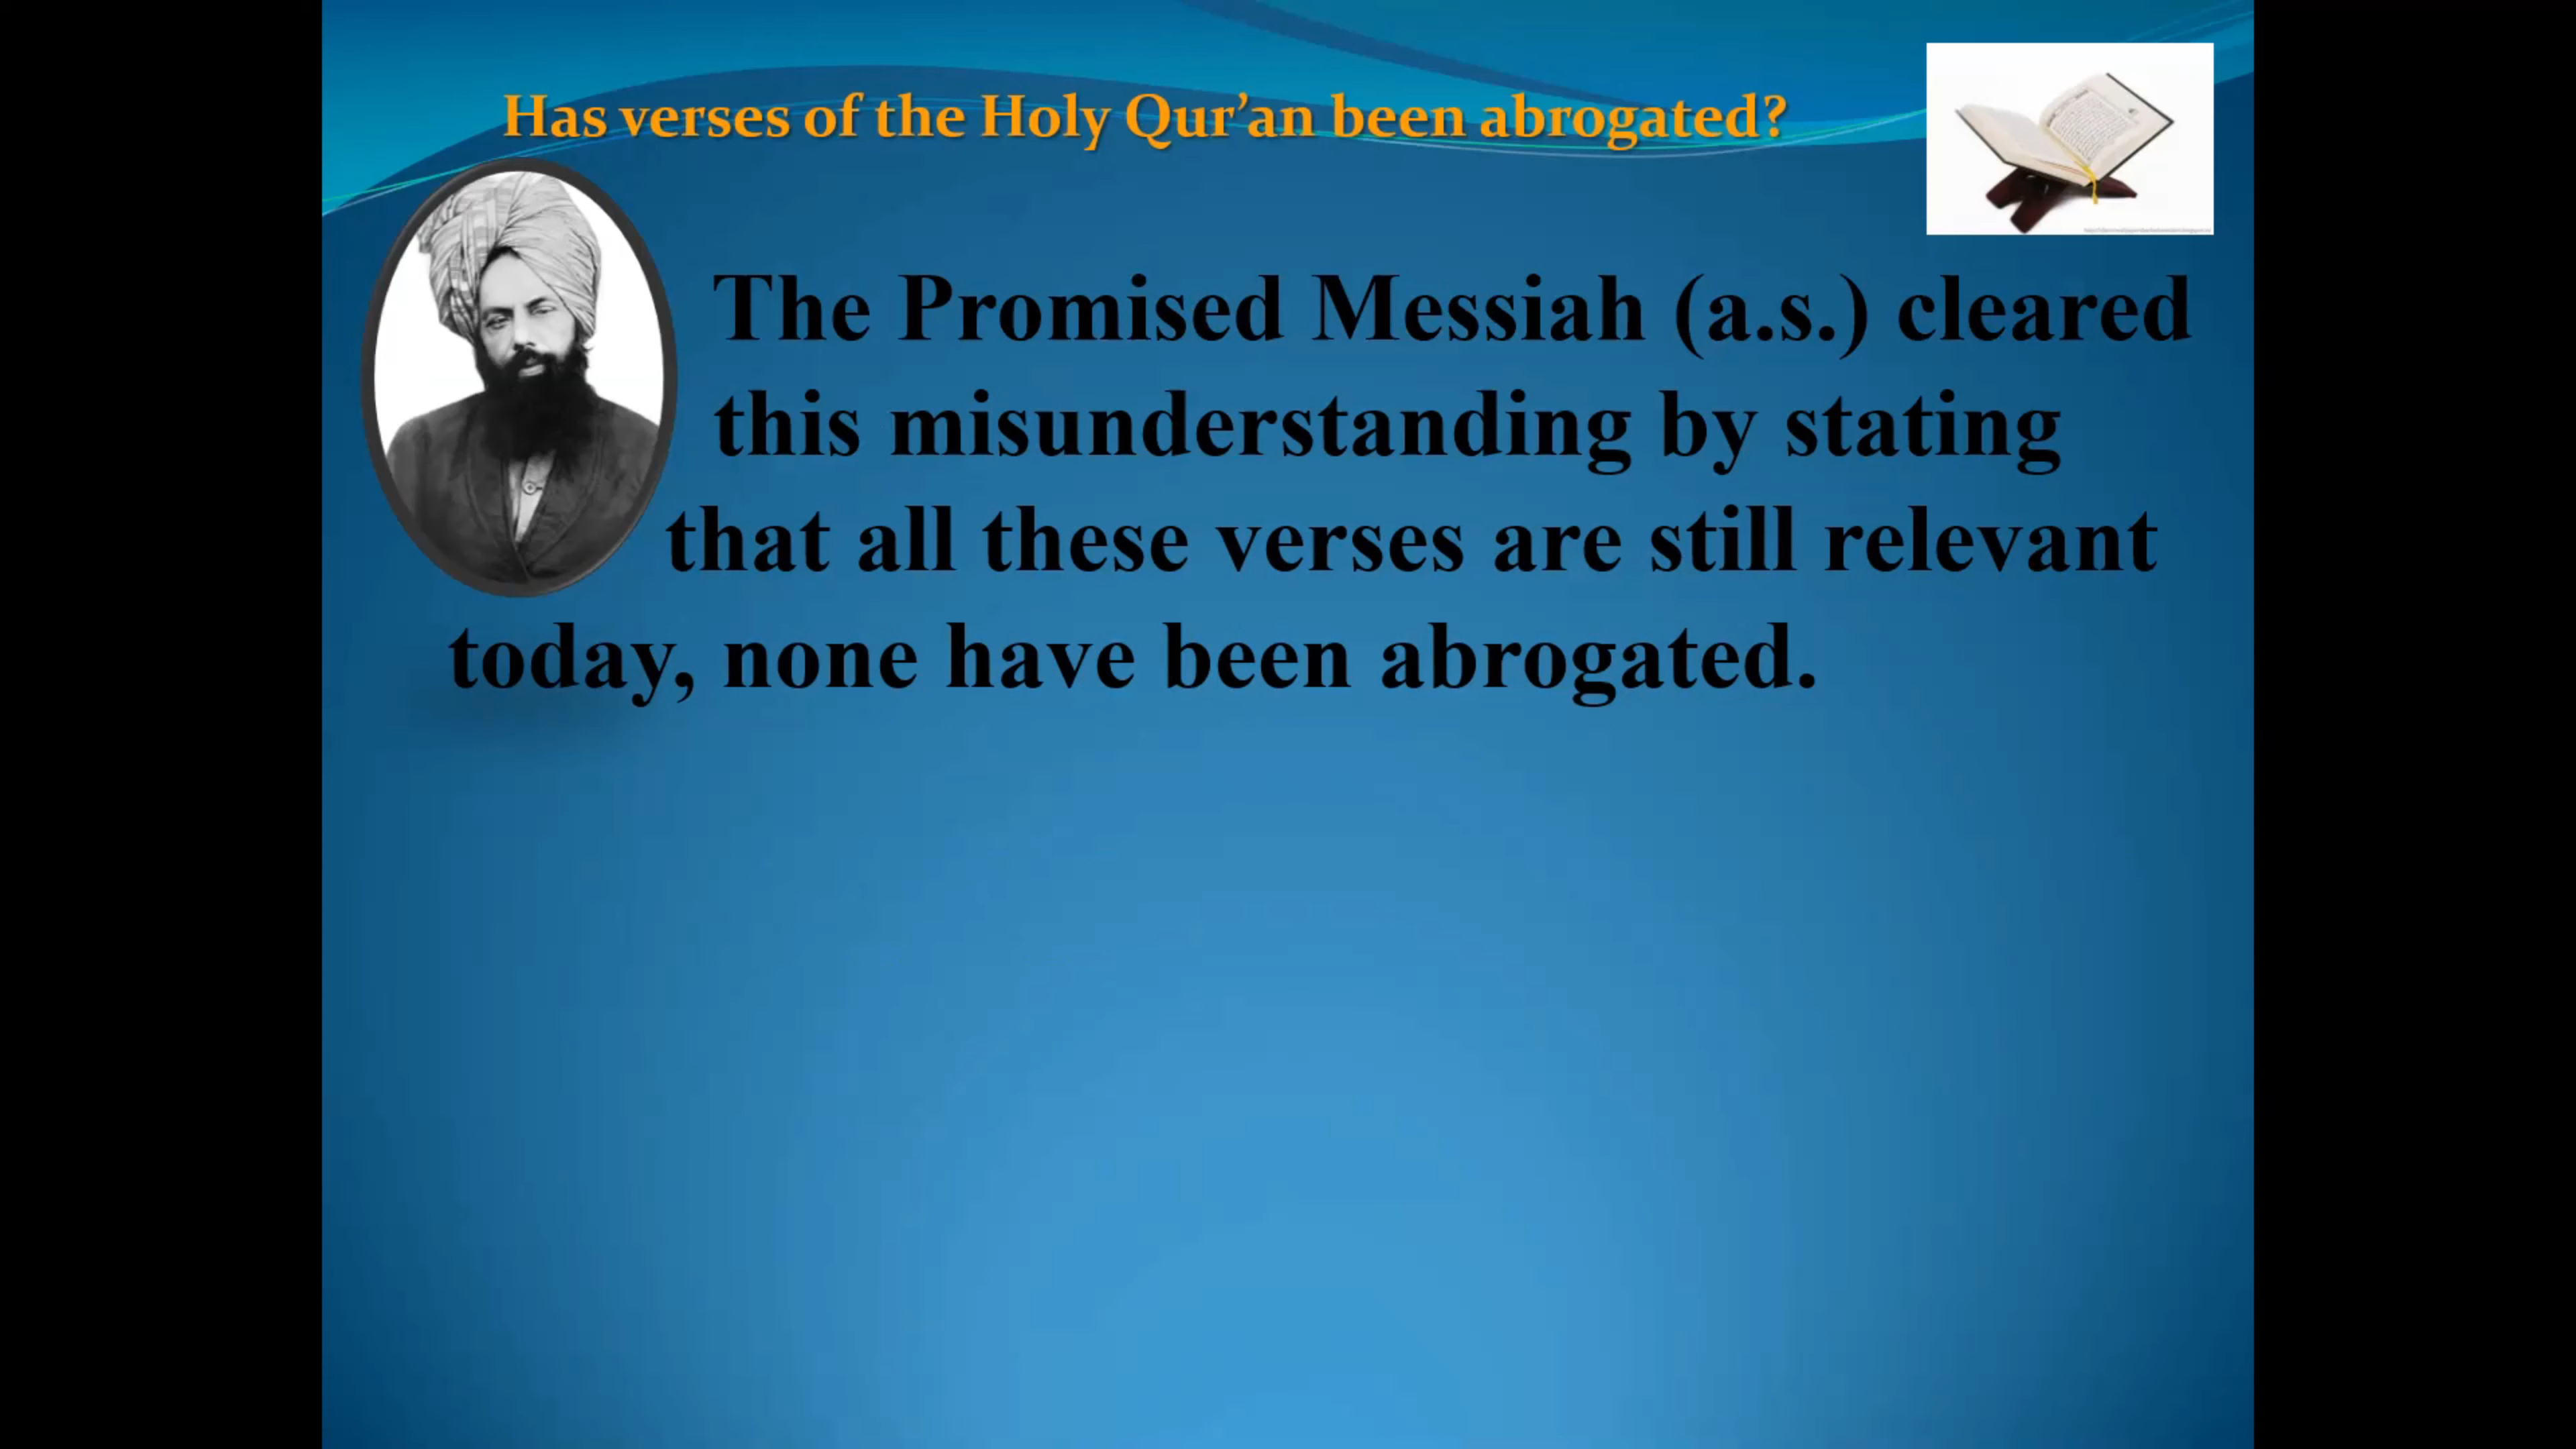 Has verses of the Holy Qur’an been abrogated?
The Promised Messiah (a.s.) cleared
this misunderstanding by stating
that all these verses are still relevant
today, none have been abrogated.